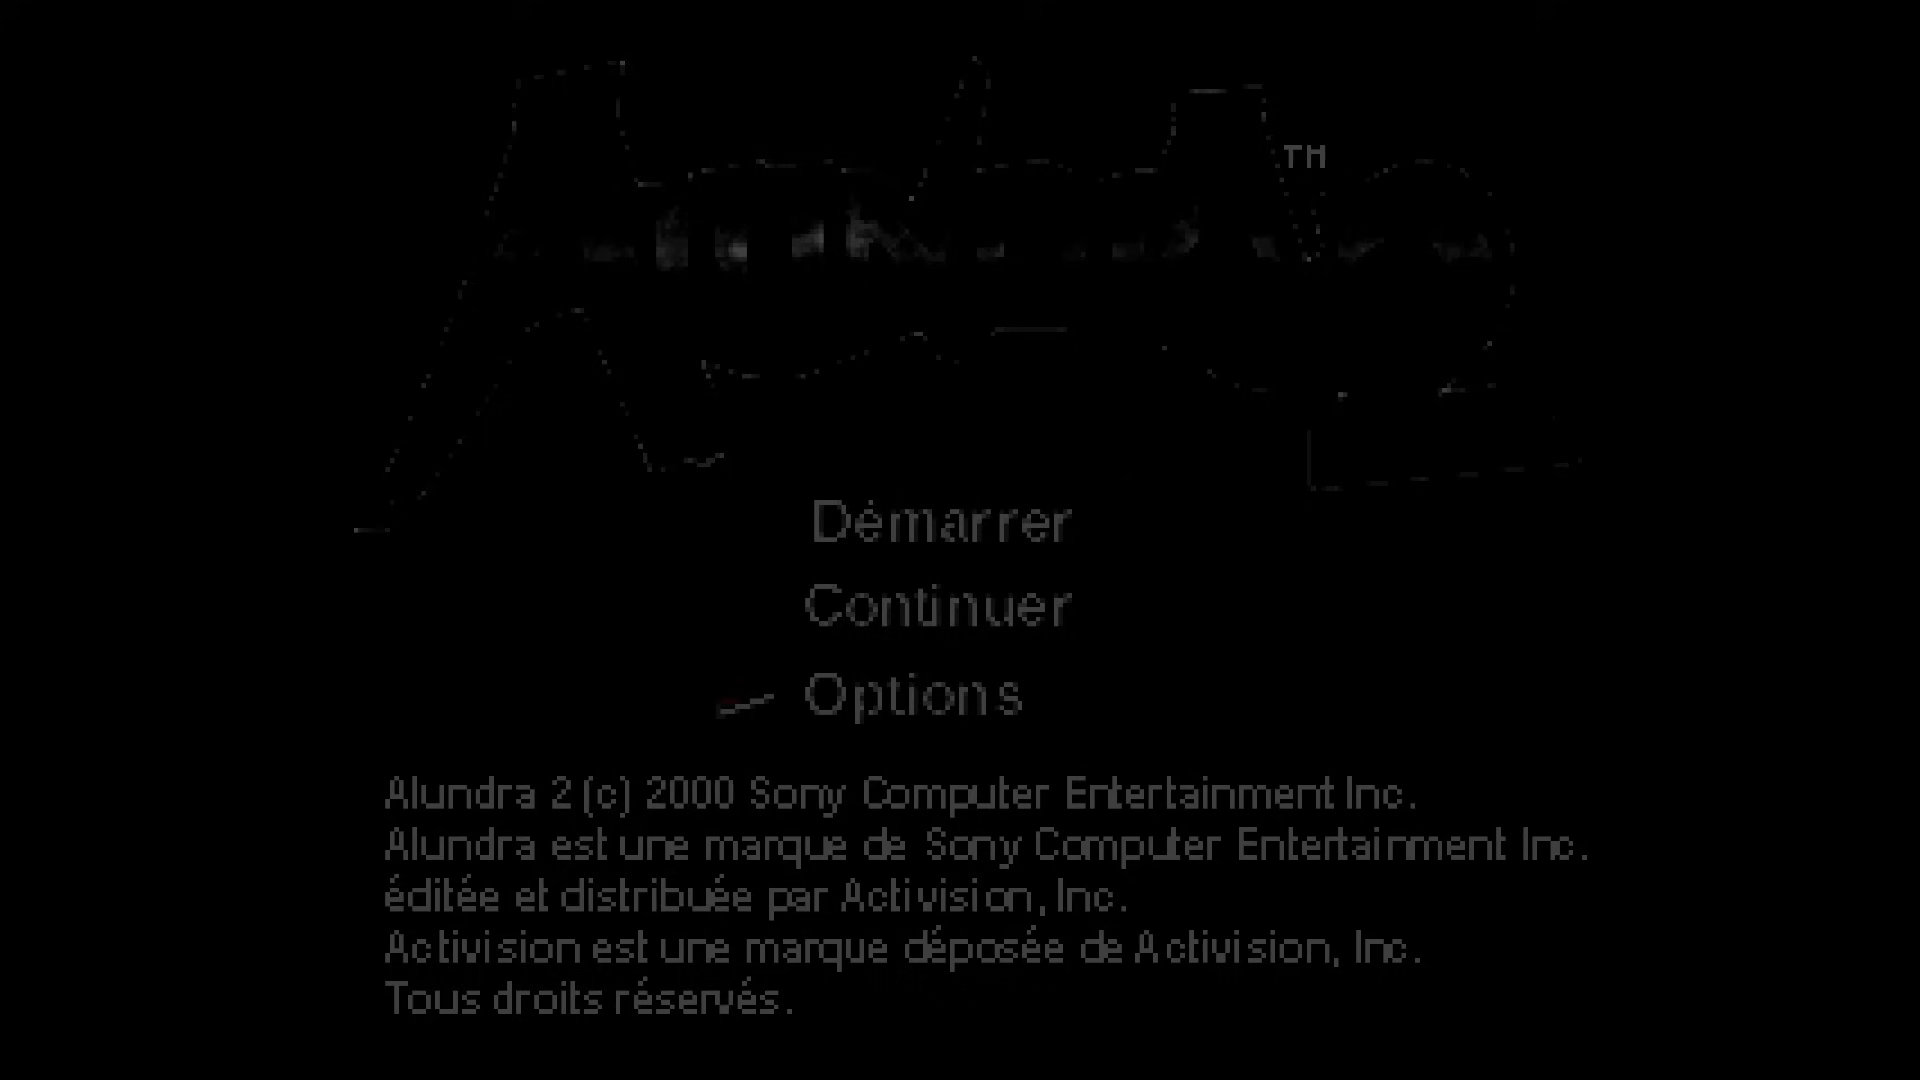 TM
Démarrer
Continuer
Options
Alundra 2 (c) 2000 Sony Computer Entertainment Inc.
Alundra est une marque de Sony Computer Entertainment Inc.
éditée et distribuée par Activision, Inc.
Activision est une marque déposée de Activision, Inc.
Tous droits réservés.